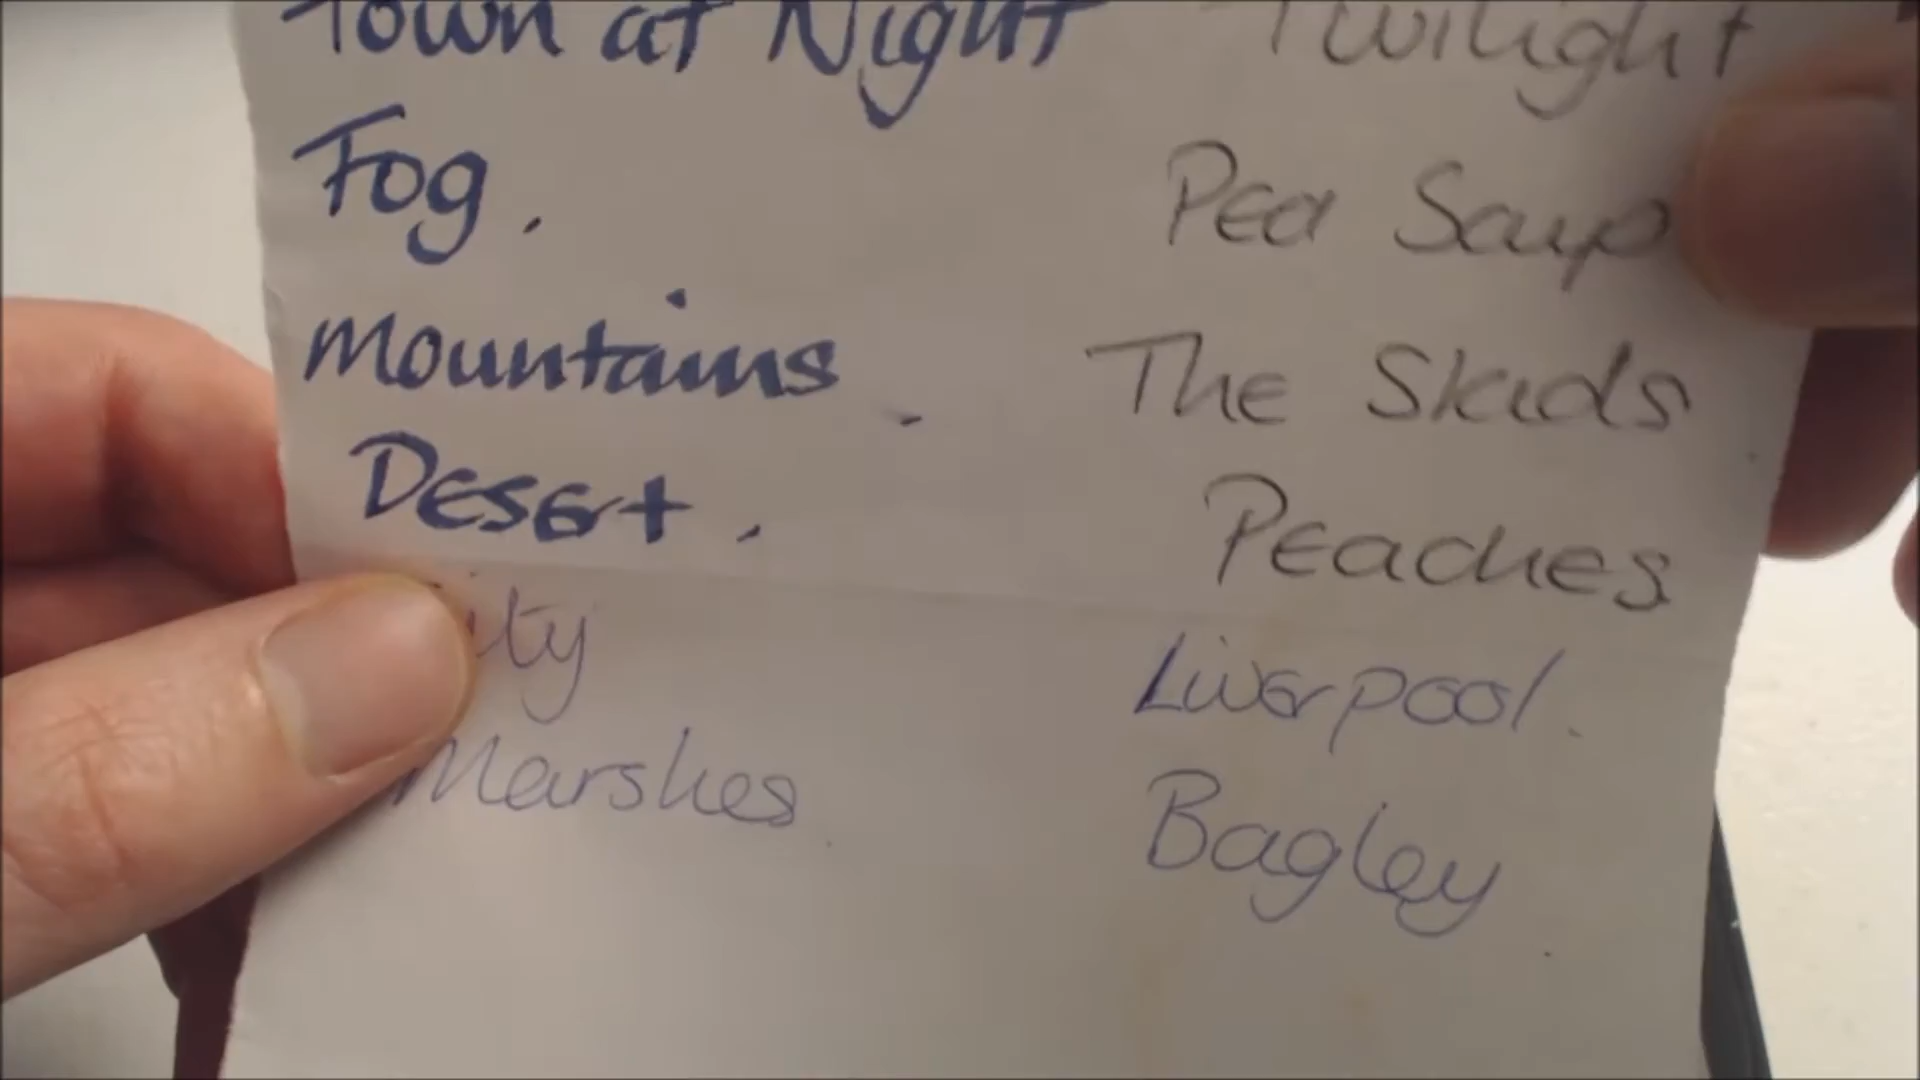 Town at Night Twilight
Fog. Pea Soup
Mountains. The Skids
Desert. Peaches
Liverpool.
Marshes Bagley